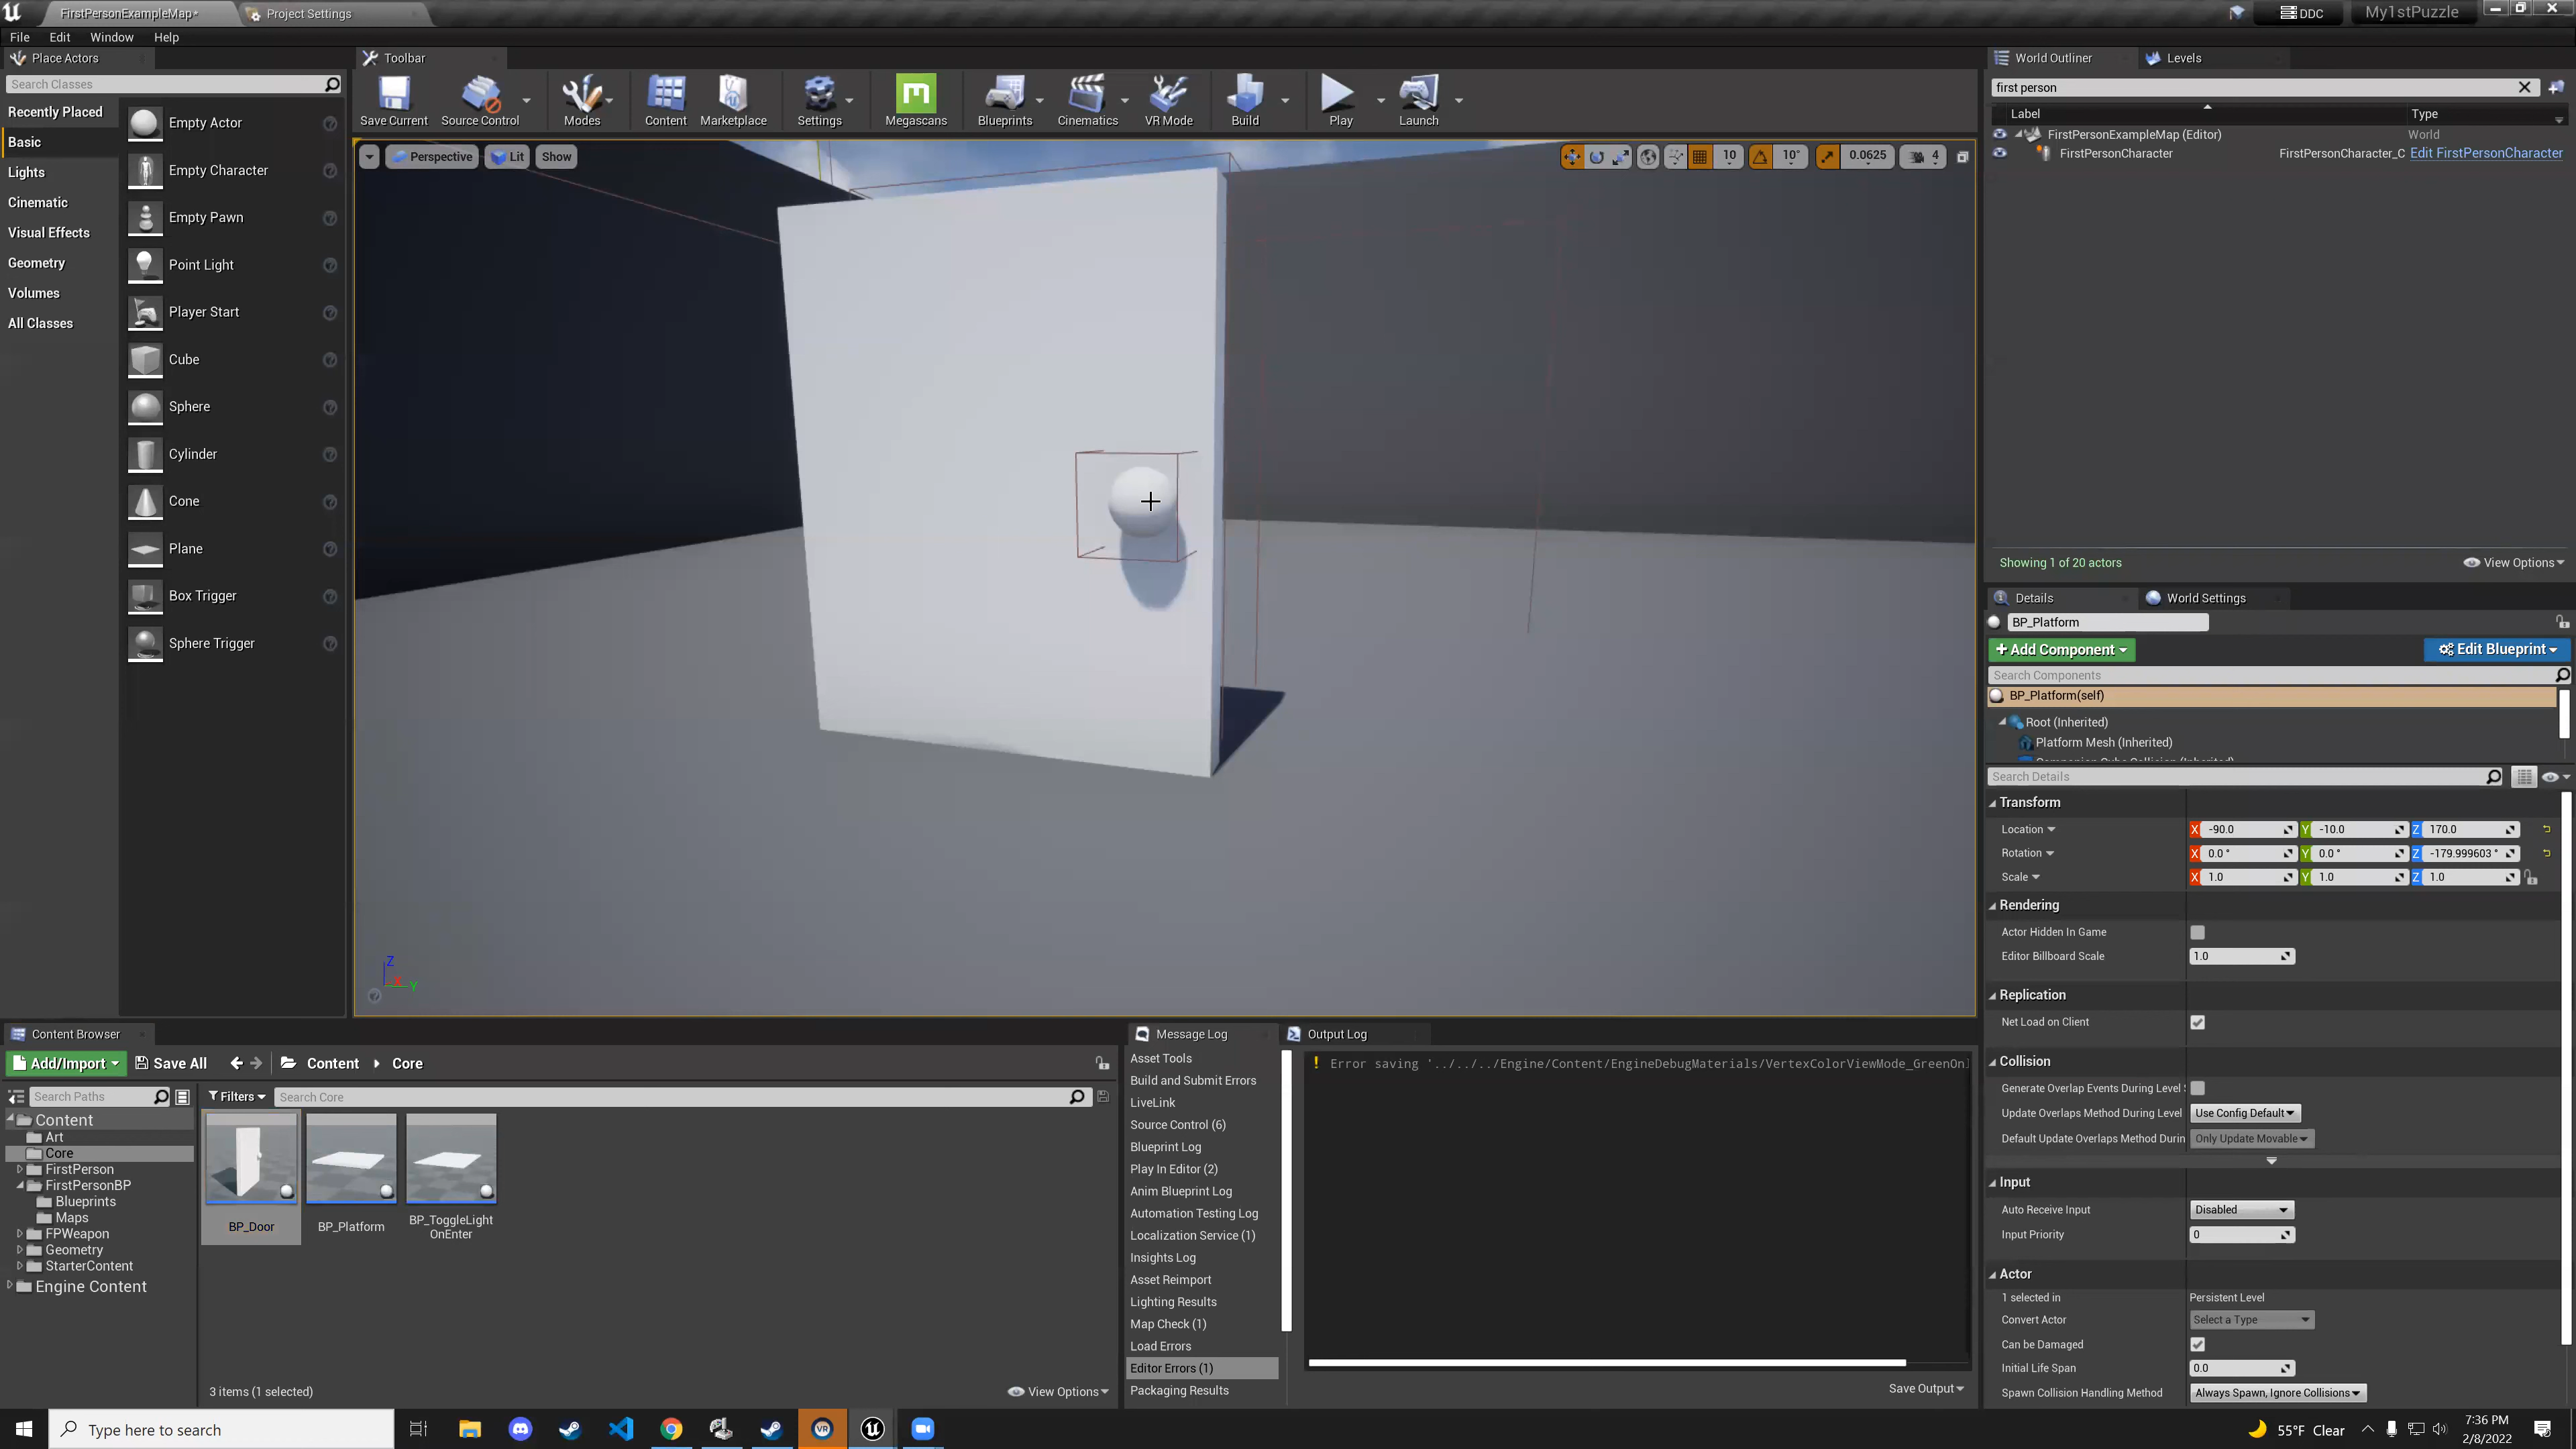 FirstPersonExampleMap*
Project Settings
DDC
My1stPuzzle
File Edit Window Help
Place Actors
Toolbar
World Outliner
Levels
Search Classes
Recently Placed
Basic
Lights
Cinematic
Visual Effects
Geometry
Volumes
All Classes
Empty Actor
Empty Character
Empty Pawn
Point Light
Player Start
Cube
Sphere
Cylinder
Cone
Plane
Box Trigger
Sphere Trigger
Save Current
Source Control
Modes
Content
Marketplace
Settings
Megascans
Blueprints
Cinematics
VR Mode
Build
Play
Launch
Perspective
Lit
Show
10
10°
0.0625
4
Z
X
Y
first person
Label
Type
FirstPersonExampleMap (Editor)
World
FirstPersonCharacter
FirstPersonCharacter_C
Edit FirstPersonCharacter
Showing 1 of 20 actors
View Options
Details
World Settings
BP_Platform
Add Component
Edit Blueprint
Search Components
BP_Platform(self)
Root (Inherited)
Platform Mesh (Inherited)
Companion Cube Collision (Inherited)
Search Details
Transform
Location X -90.0 Y -10.0 Z 170.0
Rotation X 0.0 ° Y 0.0 ° Z -179.999603 °
Scale X 1.0 Y 1.0 Z 1.0
Rendering
Actor Hidden In Game
Editor Billboard Scale 1.0
Replication
Net Load on Client
Collision
Generate Overlap Events During Level
Update Overlaps Method During Level Use Config Default
Default Update Overlaps Method Durin Only Update Movable
Input
Auto Receive Input Disabled
Input Priority 0
Actor
1 selected in Persistent Level
Convert Actor Select a Type
Can be Damaged
Initial Life Span 0.0
Spawn Collision Handling Method Always Spawn, Ignore Collisions
Content Browser
Add/Import
Save All
Content
Core
Search Paths
Filters
Search Core
Content
Art
Core
FirstPerson
FirstPersonBP
Blueprints
Maps
FPWeapon
Geometry
StarterContent
Engine Content
BP_Door
BP_Platform
BP_ToggleLight
OnEnter
3 items (1 selected)
View Options
Message Log
Output Log
Asset Tools
Build and Submit Errors
LiveLink
Source Control (6)
Blueprint Log
Play In Editor (2)
Anim Blueprint Log
Automation Testing Log
Localization Service (1)
Insights Log
Asset Reimport
Lighting Results
Map Check (1)
Load Errors
Editor Errors (1)
Packaging Results
! Error saving '../../../Engine/Content/EngineDebugMaterials/VertexColorViewMode_GreenOnl
Save Output
Type here to search
VR
55°F Clear
7:36 PM
2/8/2022